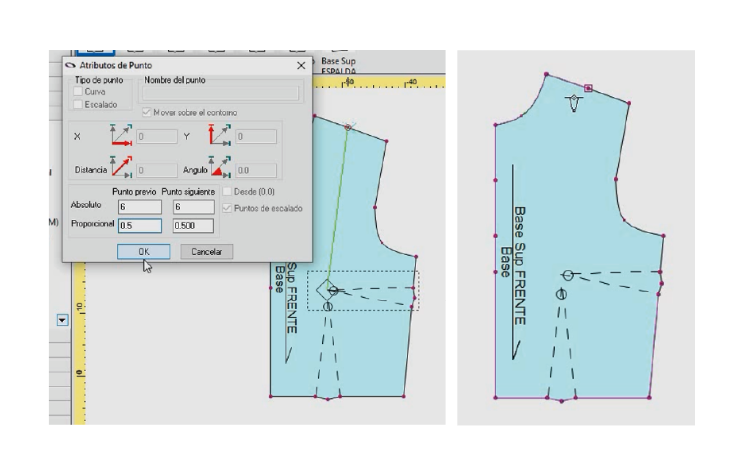 Base Sup
ESPALDA
Atributos de Punto
Tipo de punto
Nombre del punto
Curva
Escalado
Mover sobre el contorno
X
0
Y
0
Distancia
0
Angulo
0.0
Punto previo
Punto siguiente
Desde (0.0)
Absoluto
6
6
Puntos de escalado
Proporcional
0.5
0.500
OK
Cancelar
Base Sup FRENTE
Base
Base Sup FRENTE
Base
M)